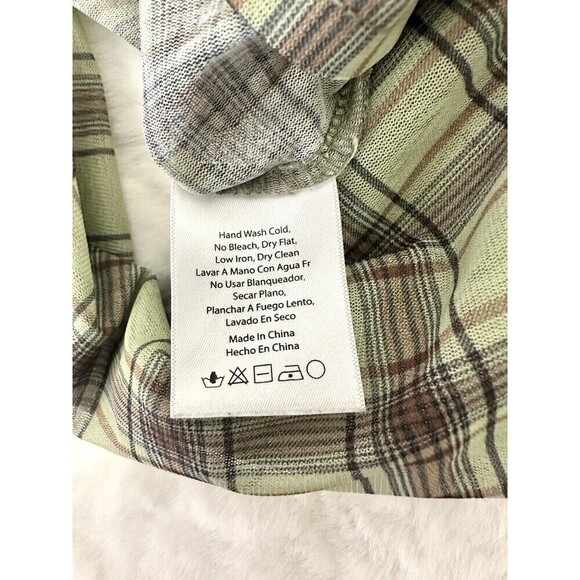 Hand Wash Cold,
No Bleach, Dry Flat,
Low Iron, Dry Clean
Lavar A Mano Con Agua Fr
No Usar Blanqueador,
Secar Plano,
Planchar A Fuego Lento,
Lavado En Seco
Made In China
Hecho En China